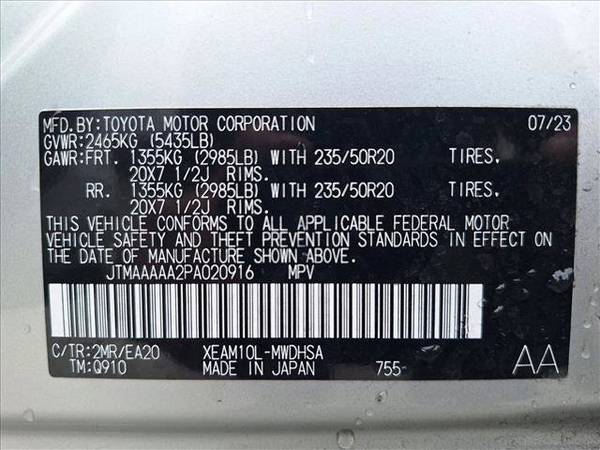 MFD.BY:TOYOTA MOTOR CORPORATION 07/23
GVWR:2465KG (5435LB)
GAWR:FRT. 1355KG (2985LB) WITH 235/50R20 TIRES.
20X7 1/2J RIMS.
RR. 1355KG (2985LB) WITH 235/50R20 TIRES.
20X7 1/2J RIMS.
THIS VEHICLE CONFORMS TO ALL APPLICABLE FEDERAL MOTOR
VEHICLE SAFETY AND THEFT PREVENTION STANDARDS IN EFFECT ON
THE DATE OF MANUFACTURE SHOWN ABOVE.
JTMAAAAA2PA020916 MPV
C/TR:2MR/EA20 XEAM10L-MWDHSA AA
TM:Q910 MADE IN JAPAN 755